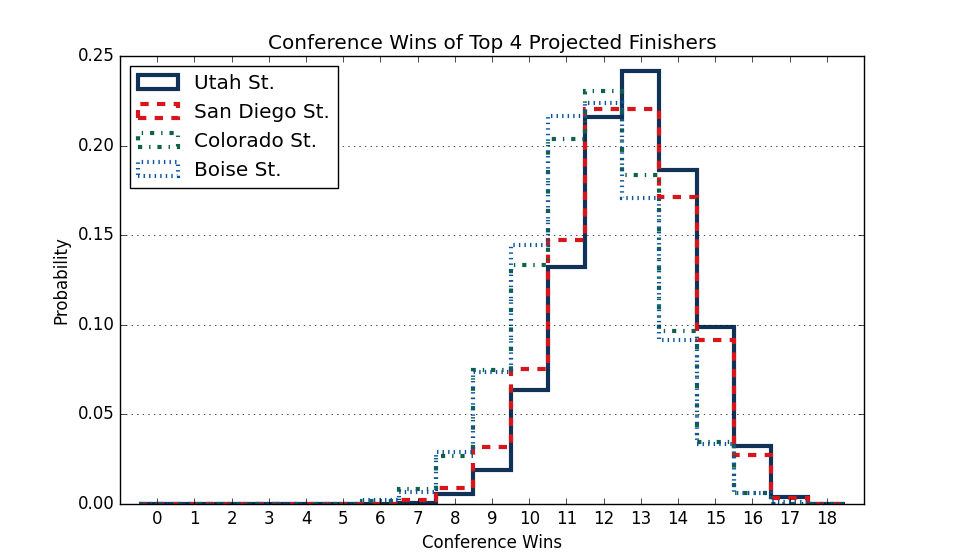 Conference Wins of Top 4 Projected Finishers
0.25
0.20
0.15
0.10
0.05
0.00
Probability
Utah St.
San Diego St.
Colorado St.
Boise St.
0 1 2 3 4 5 6 7 8 9 10 11 12 13 14 15 16 17 18
Conference Wins